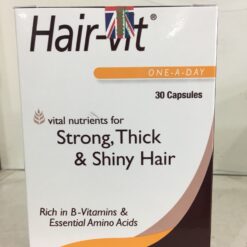 Hair-vit®
ONE-A-DAY
30 Capsules
vital nutrients for
Strong, Thick
& Shiny Hair
Rich in B-Vitamins &
Essential Amino Acids